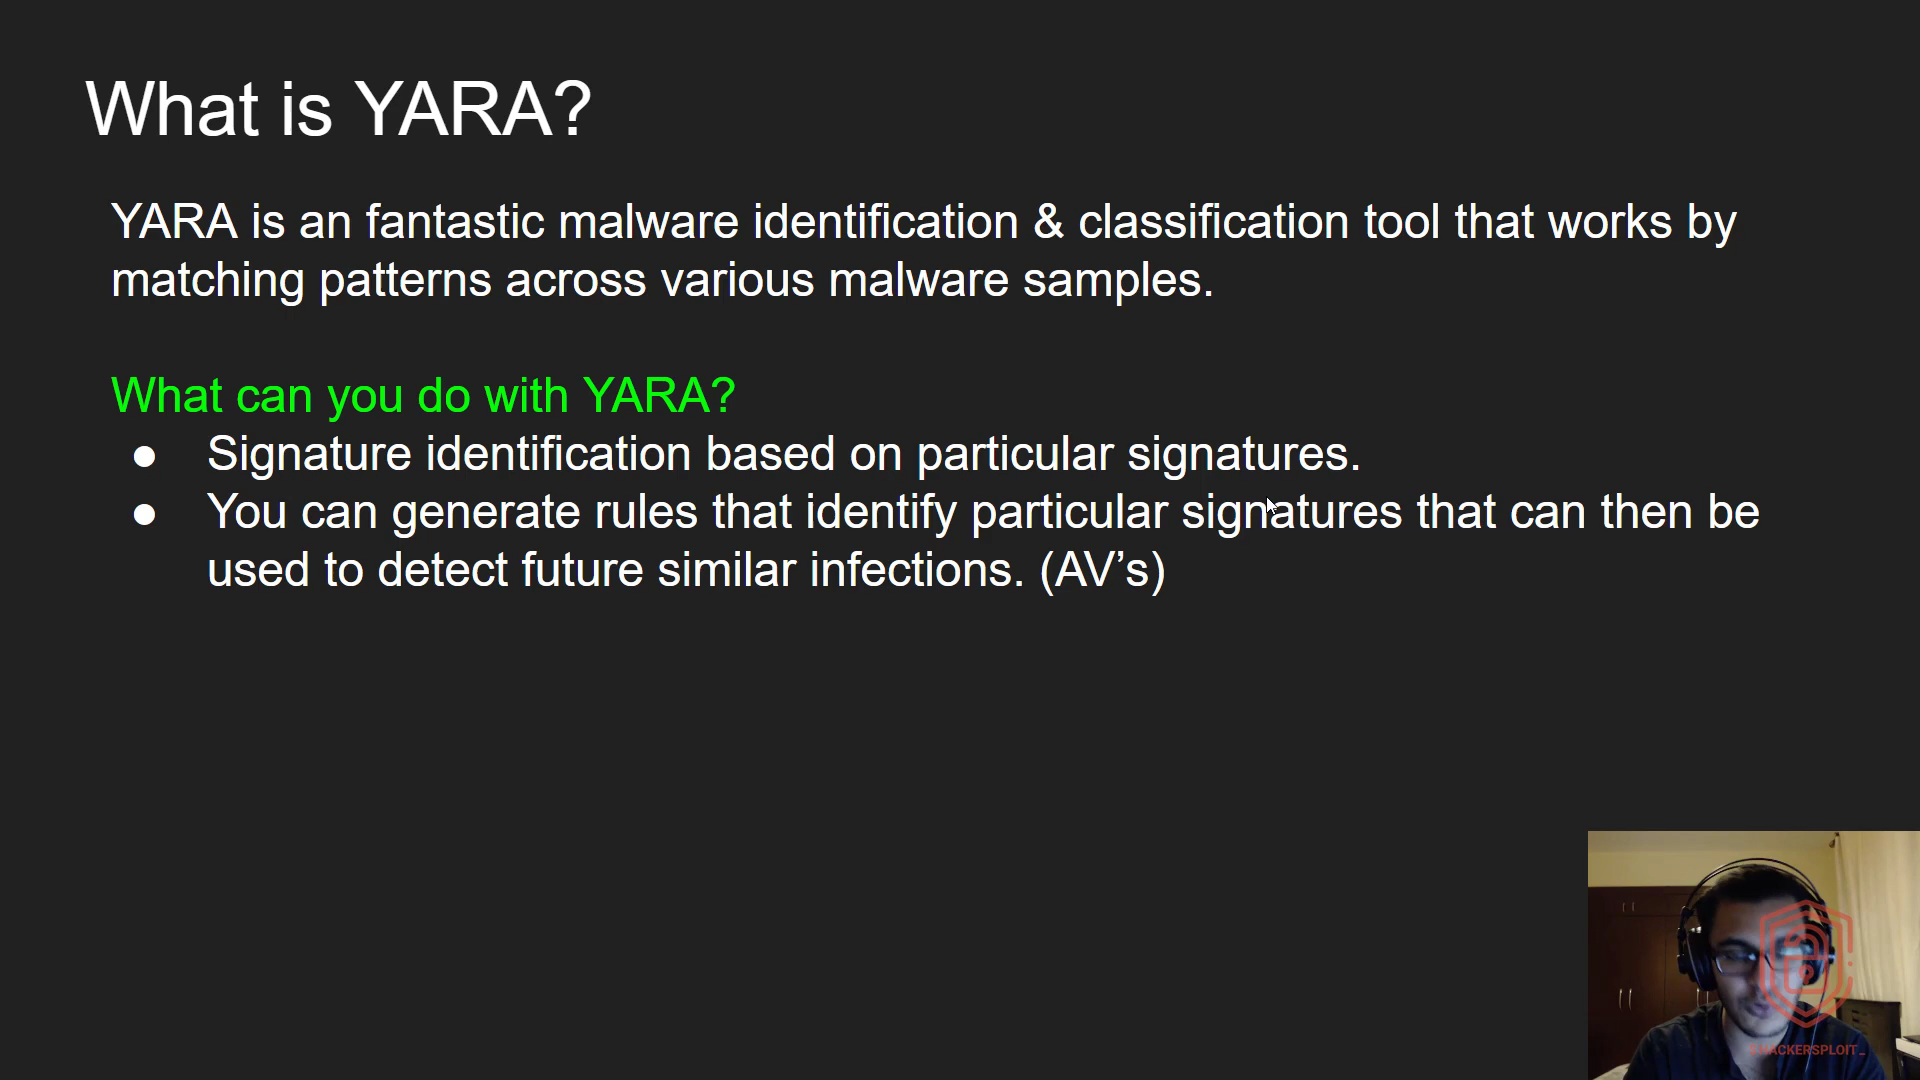 What is YARA?
YARA is an fantastic malware identification & classification tool that works by
matching patterns across various malware samples.
What can you do with YARA?
● Signature identification based on particular signatures.
● You can generate rules that identify particular signatures that can then be
used to detect future similar infections. (AV’s)
HACKERSPLOIT_